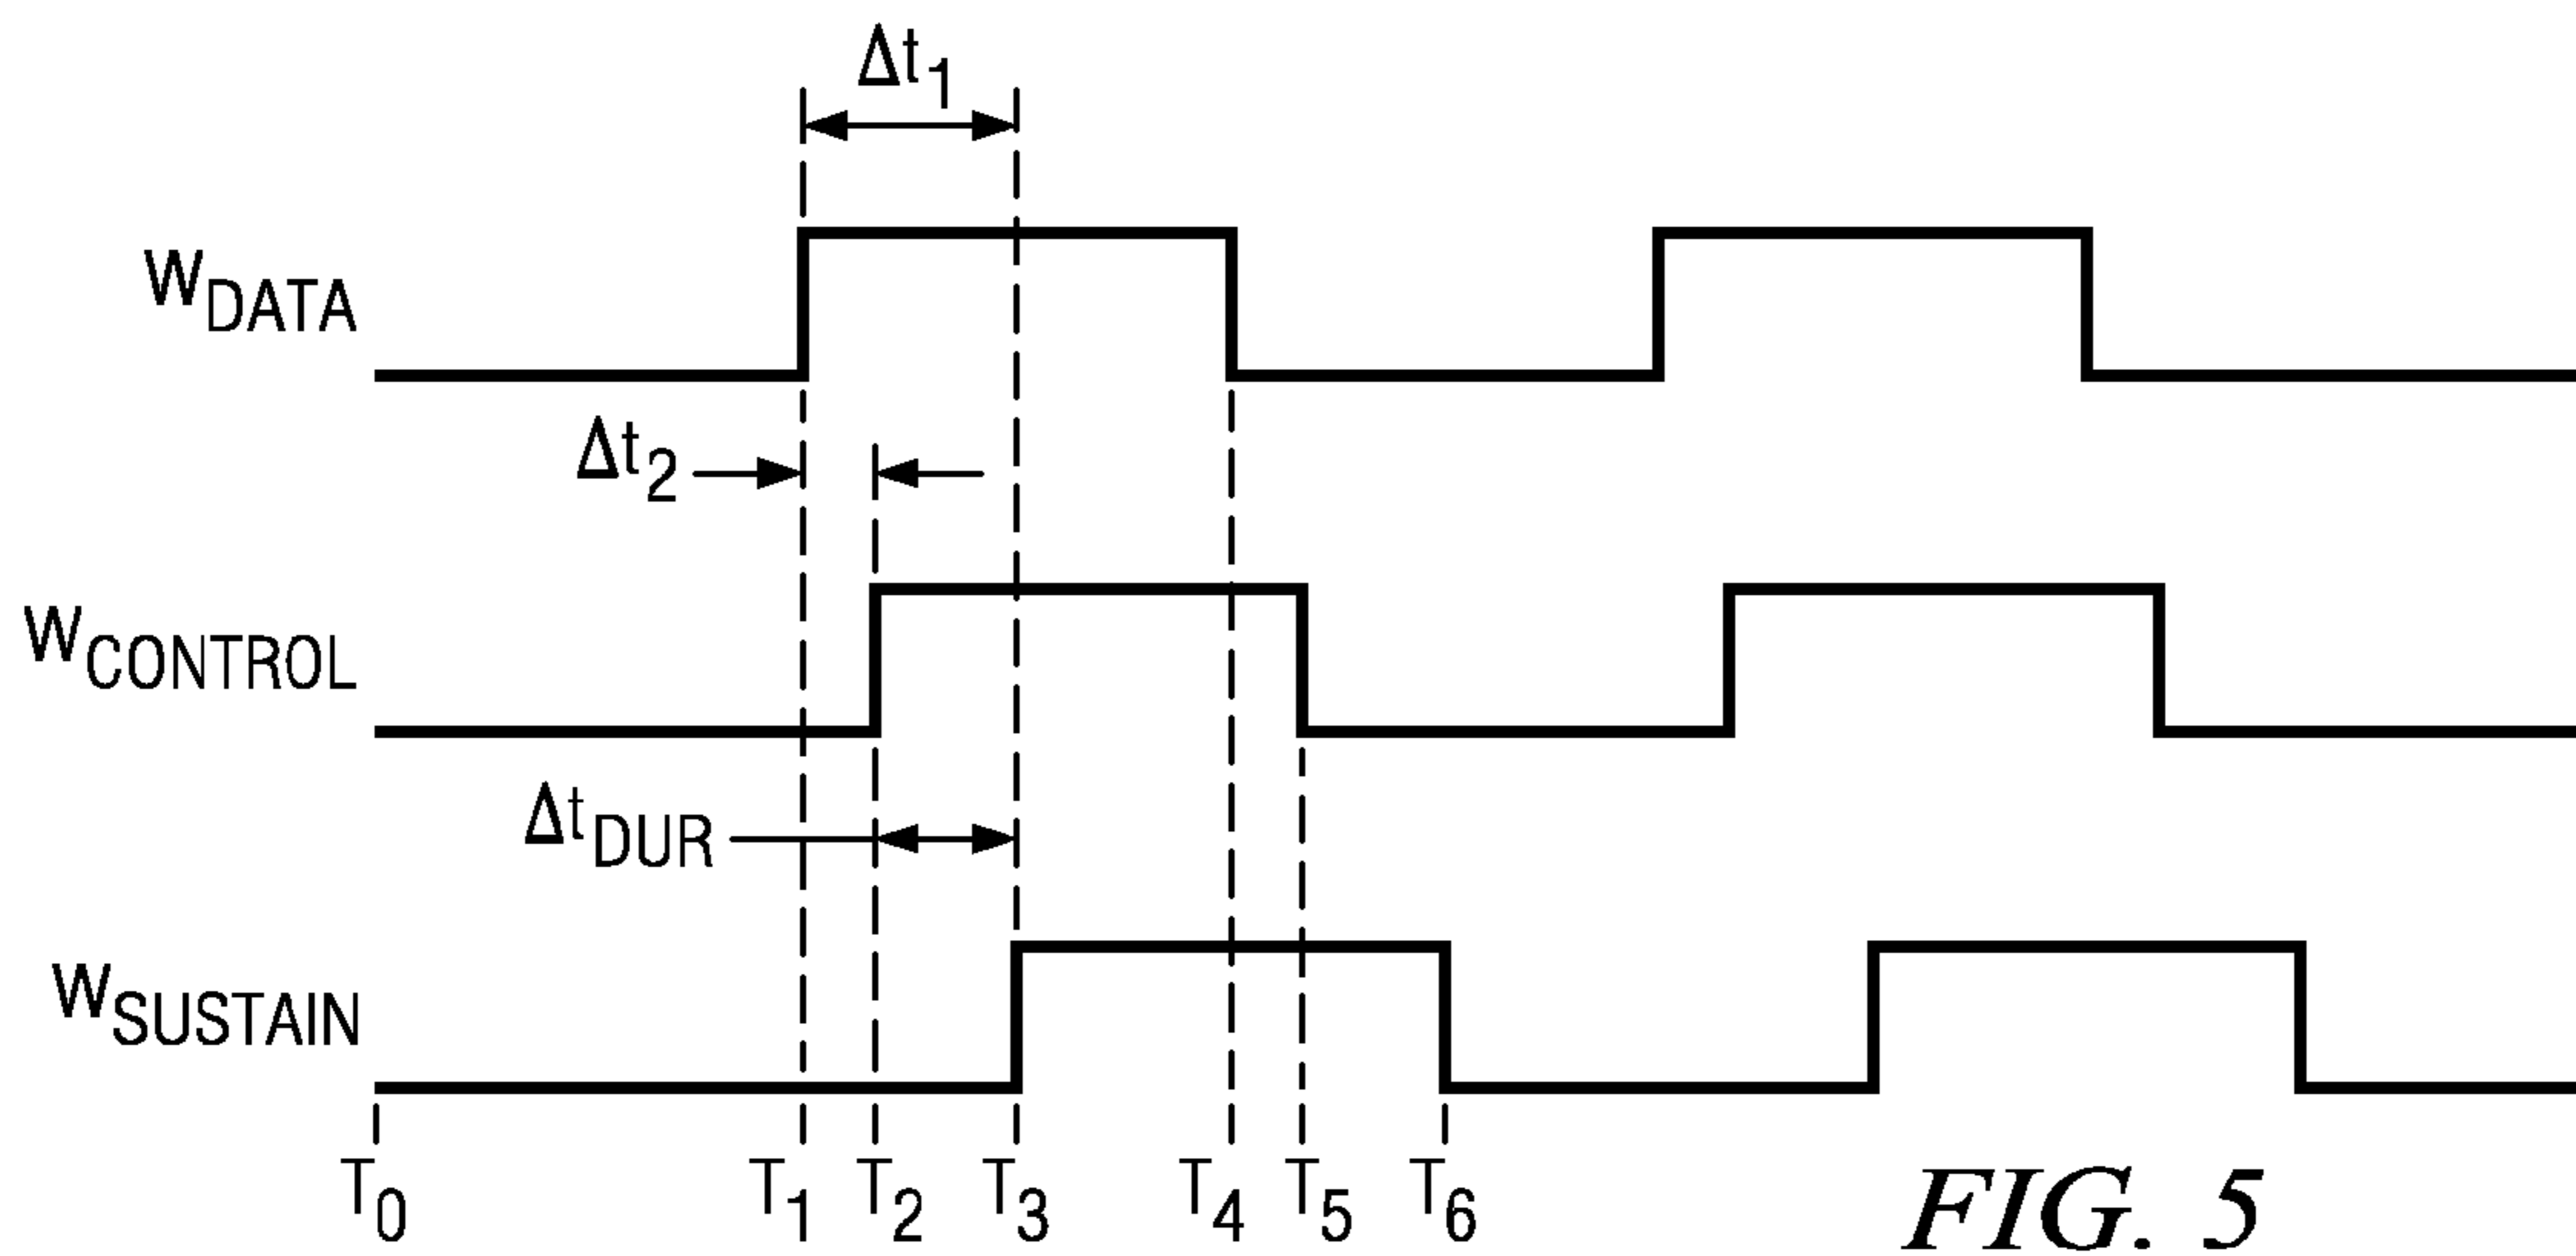 Δt1
WDATA
Δt2
WCONTROL
ΔtDUR
WSUSTAIN
T0 T1 T2 T3 T4 T5 T6
FIG. 5